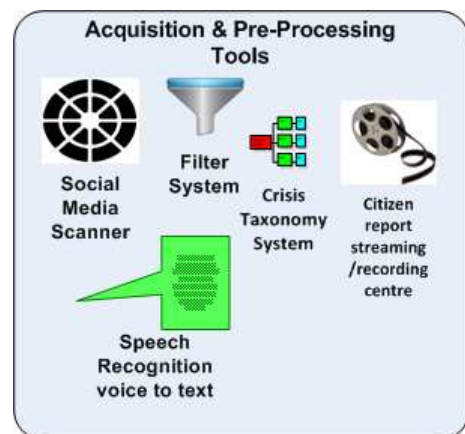 Acquisition & Pre-Processing
Tools
Social
Media
Scanner
Filter
System
Crisis
Taxonomy
System
Citizen
report
streaming
/recording
centre
Speech
Recognition
voice to text